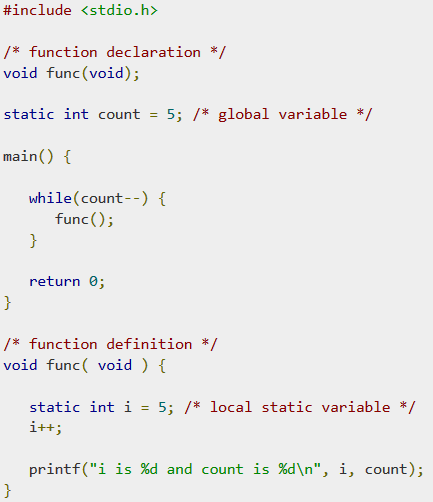 #include <stdio.h>
/* function declaration */
void func(void);
static int count = 5; /* global variable */
main() {
while(count--) {
func();
}
return 0;
}
/* function definition */
void func( void ) {
static int i = 5; /* local static variable */
i++;
printf("i is %d and count is %d\n", i, count);
}